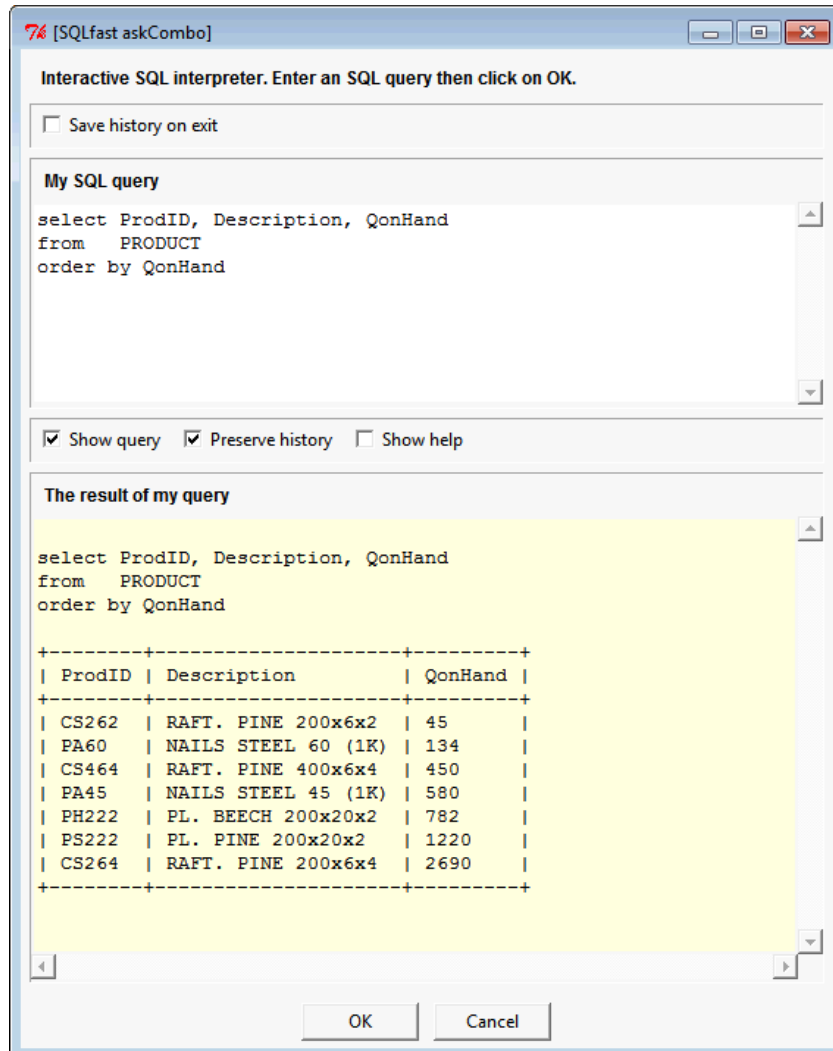 [SQLfast askCombo]
Interactive SQL interpreter. Enter an SQL query then click on OK.
Save history on exit
My SQL query
select ProdID, Description, QonHand
from   PRODUCT
order by QonHand
Show query Preserve history Show help
The result of my query
select ProdID, Description, QonHand
from   PRODUCT
order by QonHand
+--------+---------------------+---------+
| ProdID | Description         | QonHand |
+--------+---------------------+---------+
| CS262  | RAFT. PINE 200x6x2  | 45      |
| PA60   | NAILS STEEL 60 (1K) | 134     |
| CS464  | RAFT. PINE 400x6x4  | 450     |
| PA45   | NAILS STEEL 45 (1K) | 580     |
| PH222  | PL. BEECH 200x20x2  | 782     |
| PS222  | PL. PINE 200x20x2   | 1220    |
| CS264  | RAFT. PINE 200x6x4  | 2690    |
+--------+---------------------+---------+
OK Cancel